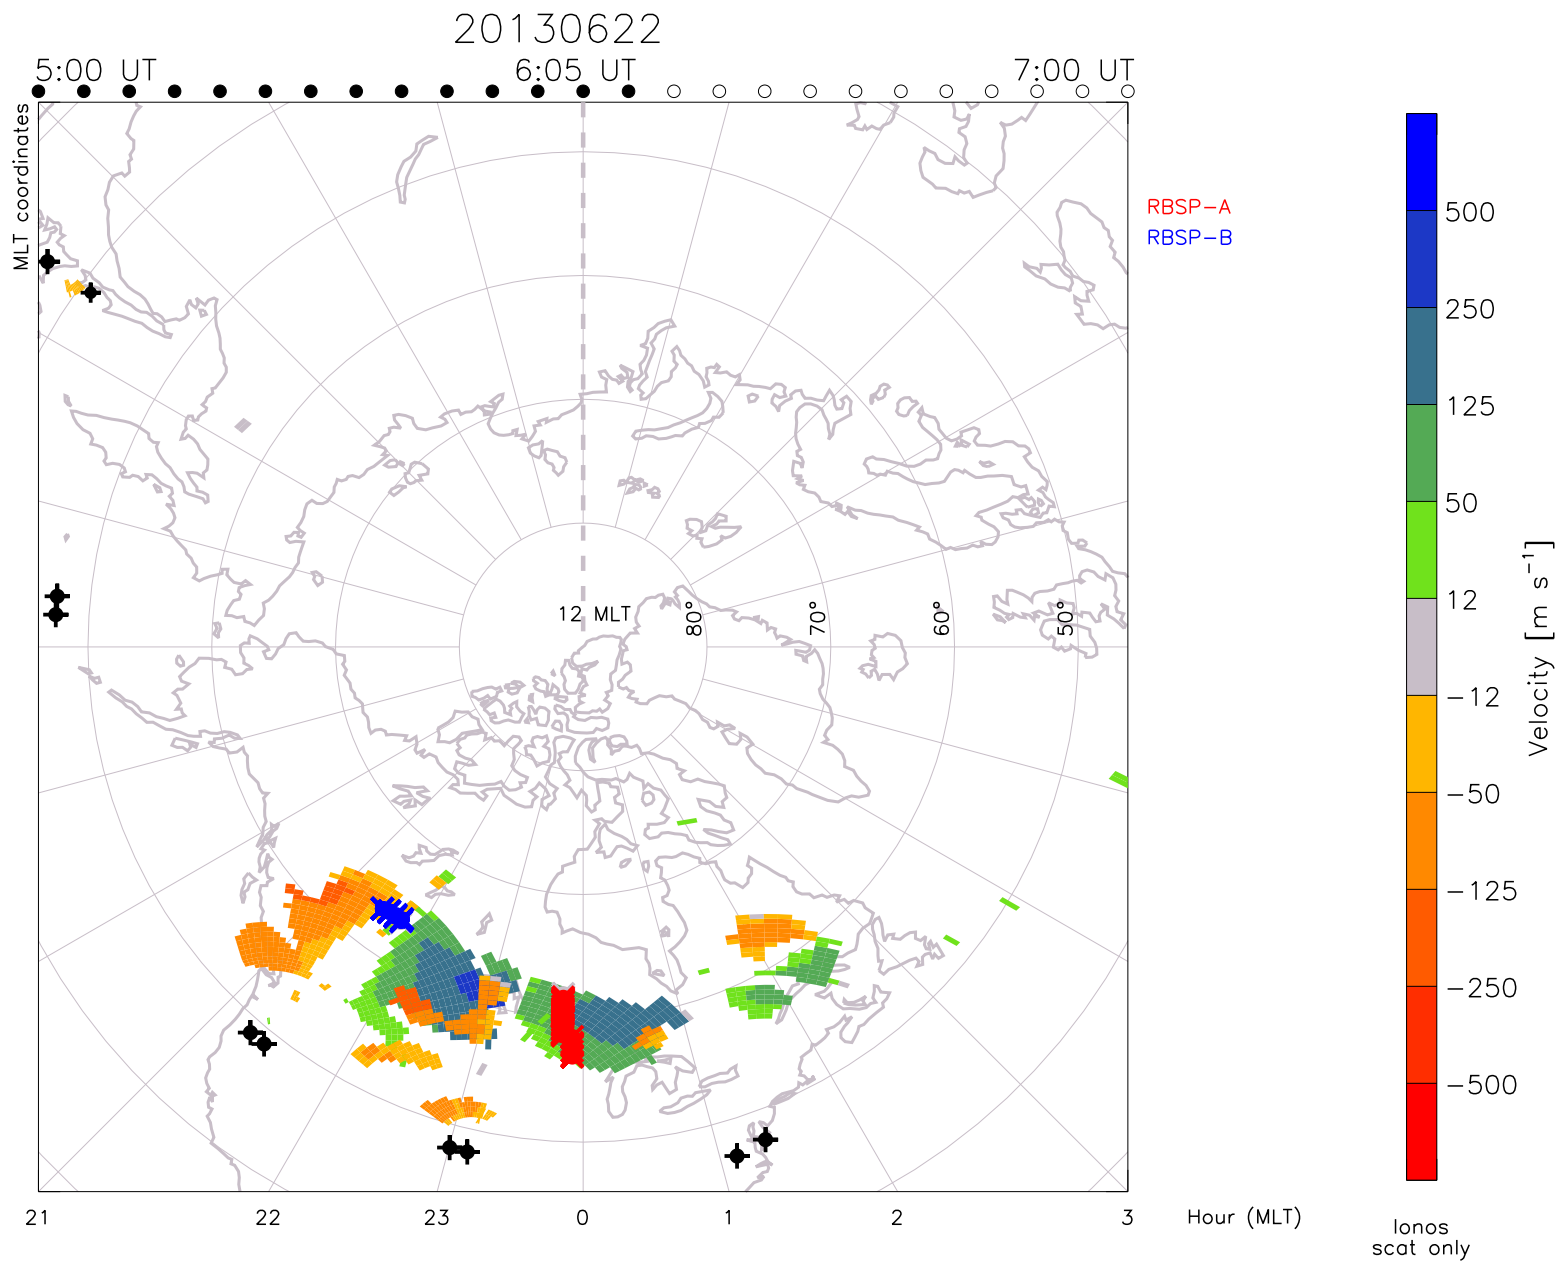 20130622
5:00 UT
6:05 UT
7:00 UT
MLT coordinates
RBSP-A
RBSP-B
12 MLT
80°
70°
60°
50°
500
250
125
50
12
-12
-50
-125
-250
-500
Velocity [m s⁻¹]
21
22
23
0
1
2
3
Hour (MLT)
Ionos
scat only